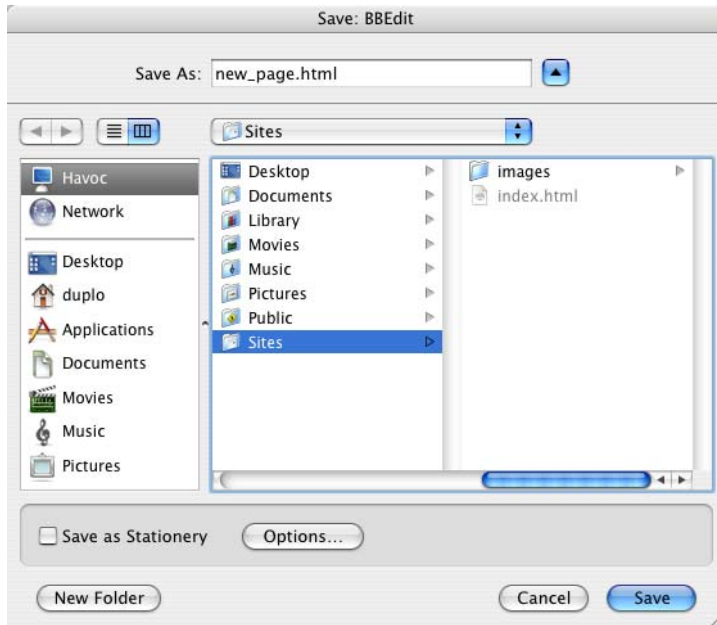 Save: BBEdit
Save As: new_page.html
Sites
Havoc
Network
Desktop
duplo
Applications
Documents
Movies
Music
Pictures
Desktop
Documents
Library
Movies
Music
Pictures
Public
Sites
images
index.html
Save as Stationery Options...
New Folder Cancel Save